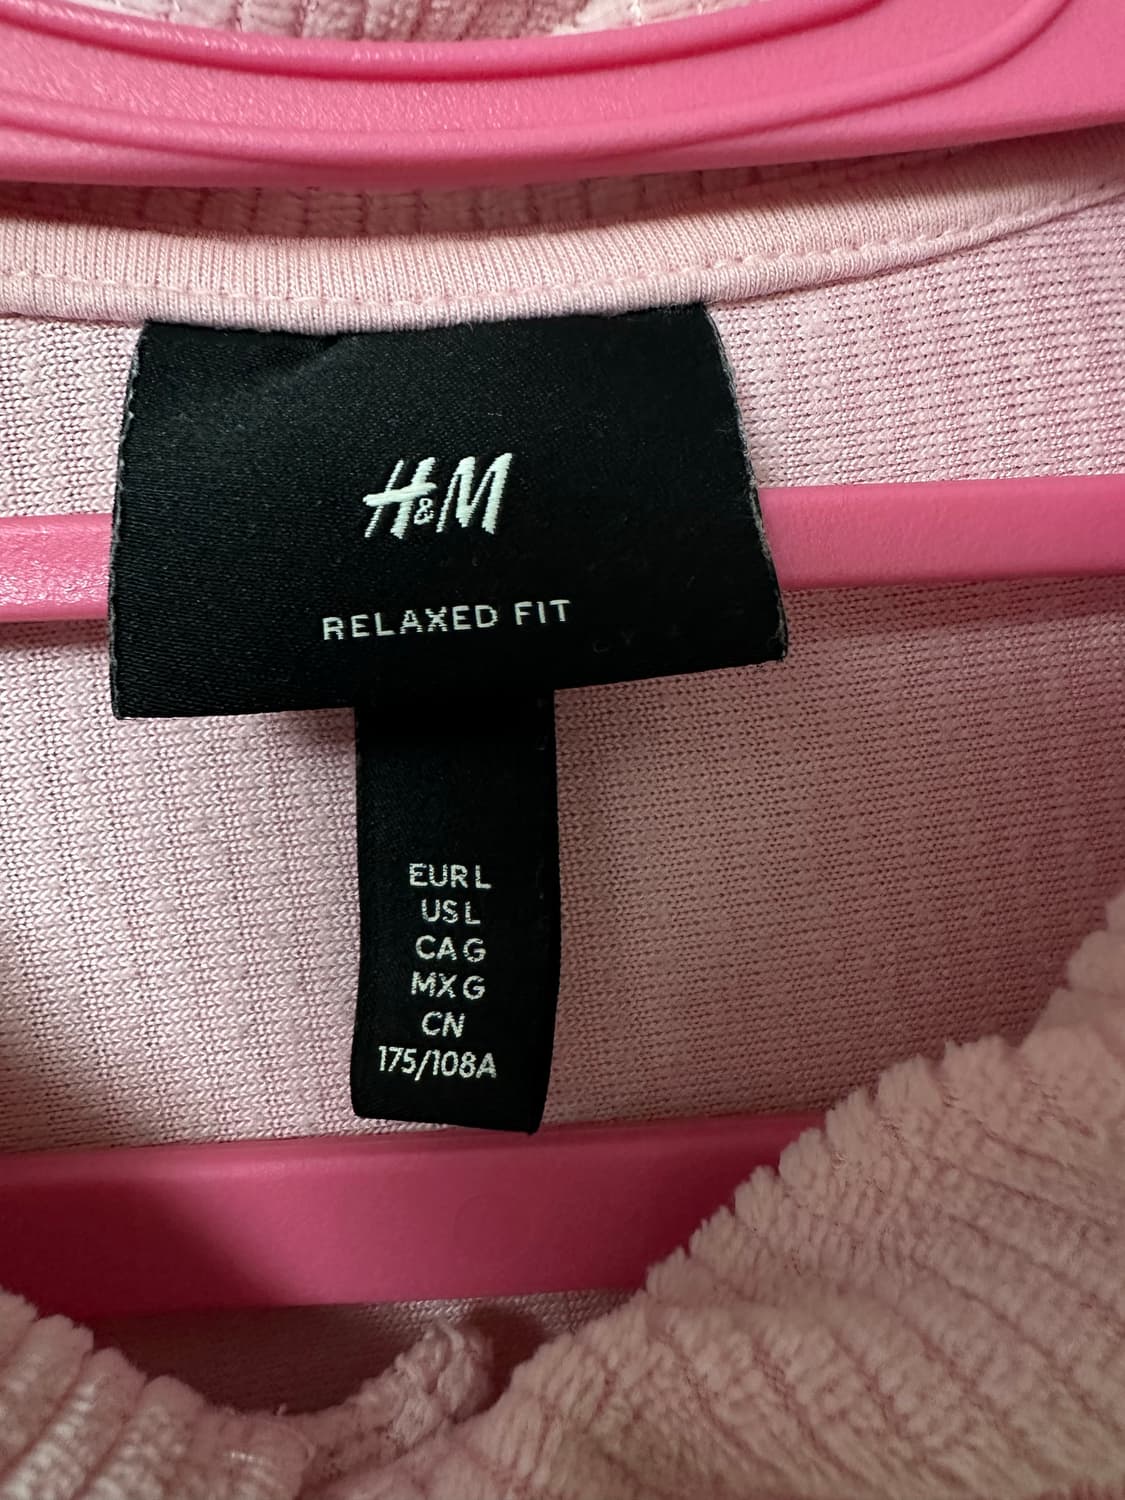 H&M
RELAXED FIT
EUR L
US L
CA G
MX G
CN
175/108A